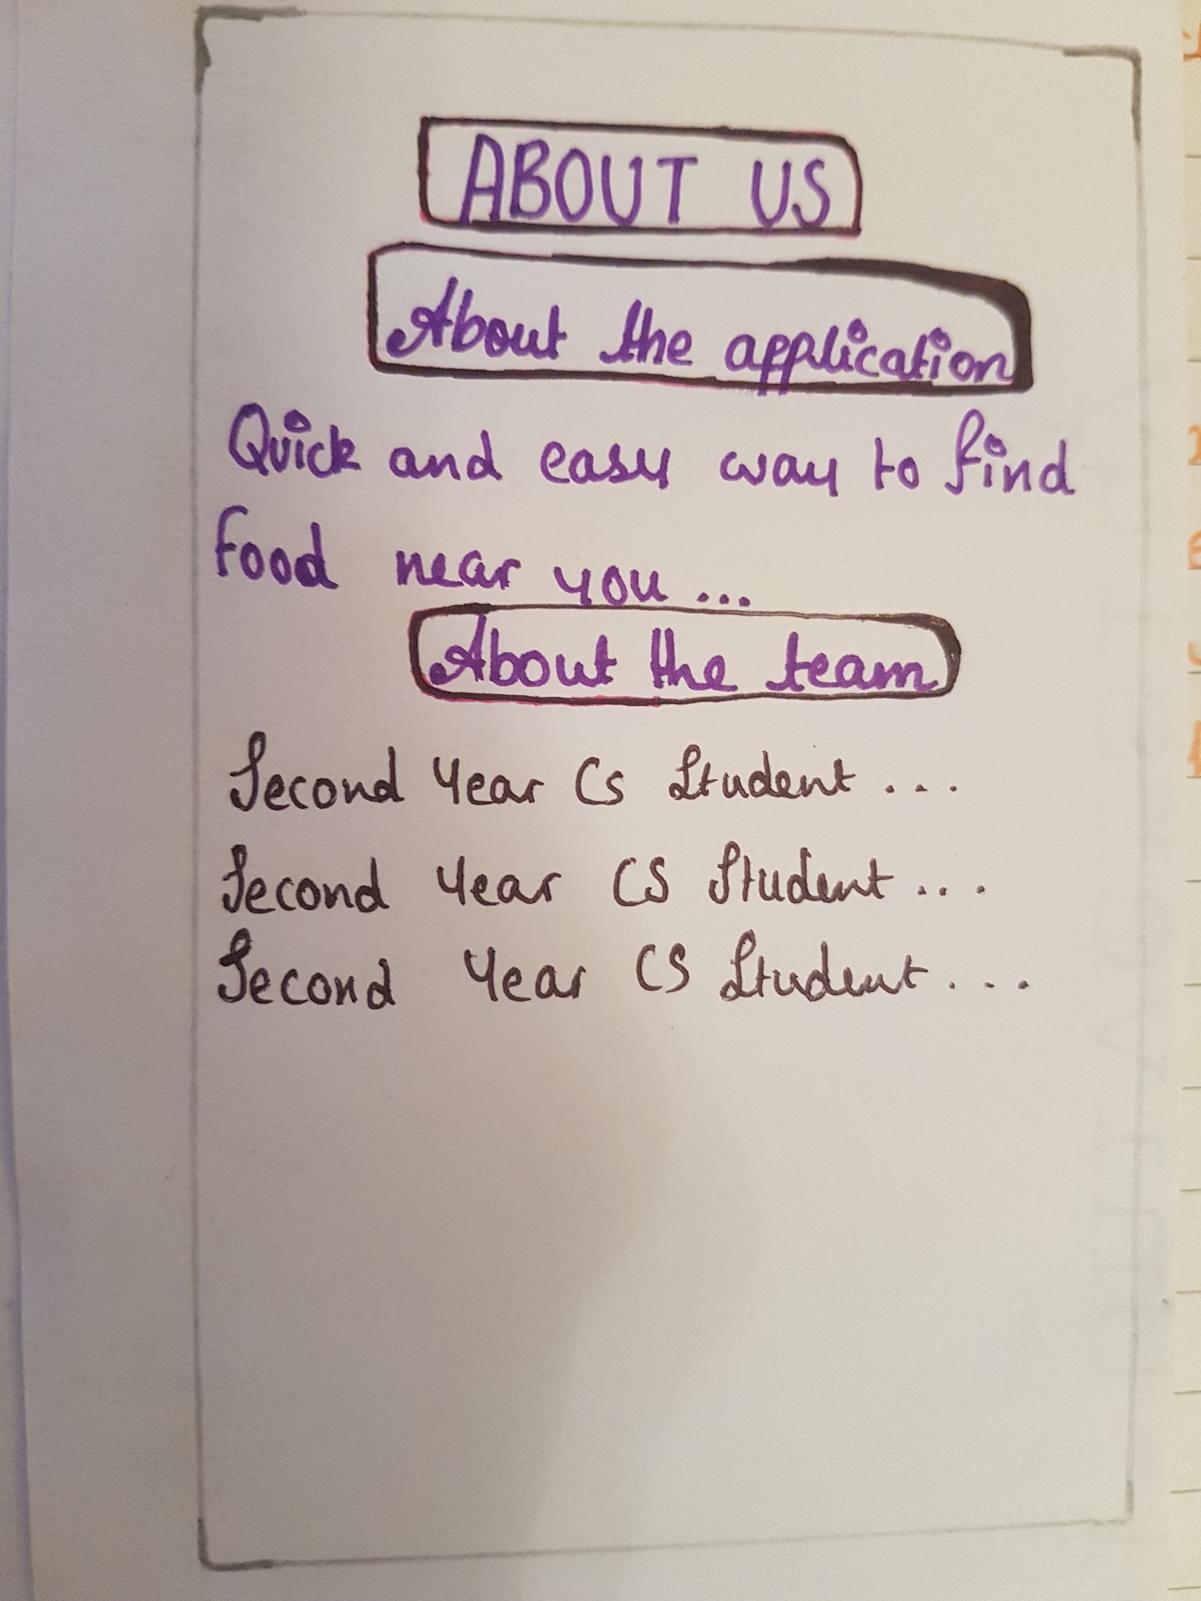 ABOUT US
About the application
Quick and easy way to find
food near you...
About the team
Second Year Cs Student ...
Second Year CS Student ...
Second Year CS Student ...